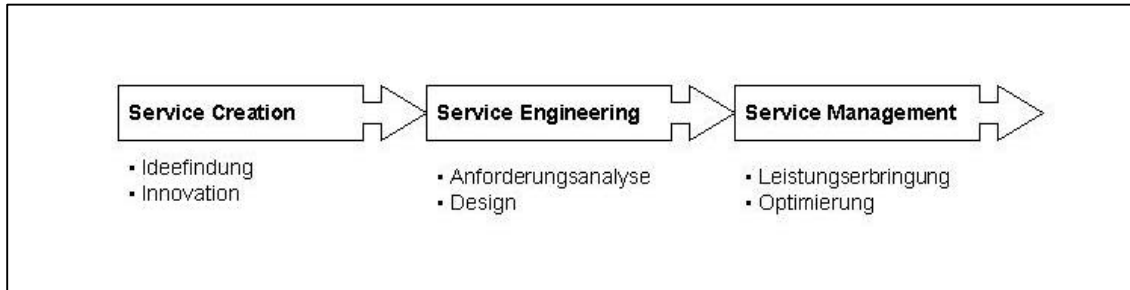 Service Creation
▪ Ideefindung
▪ Innovation
Service Engineering
▪ Anforderungsanalyse
▪ Design
Service Management
▪ Leistungserbringung
▪ Optimierung